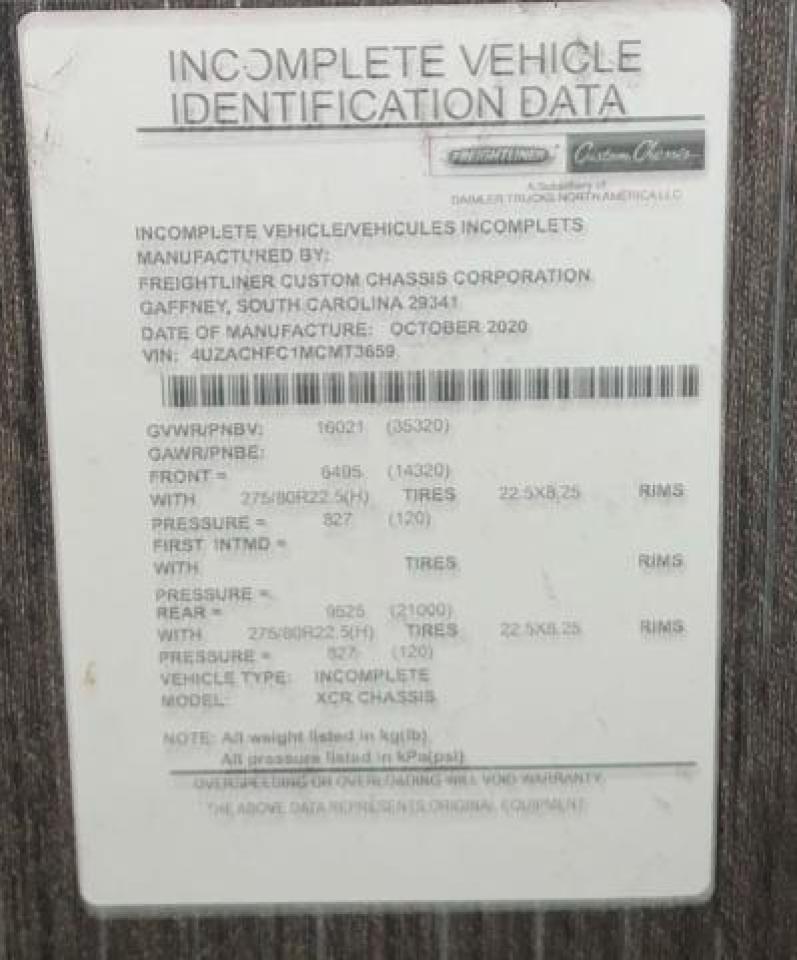 INCOMPLETE VEHICLE
IDENTIFICATION DATA
FREIGHTLINER Custom Chassis
A Subsidiary of
DAIMLER TRUCKS NORTH AMERICA LLC
INCOMPLETE VEHICLE/VEHICULES INCOMPLETS
MANUFACTURED BY:
FREIGHTLINER CUSTOM CHASSIS CORPORATION
GAFFNEY, SOUTH CAROLINA 29341
DATE OF MANUFACTURE: OCTOBER 2020
VIN: 4UZACHFC1MCMT3659
GVWR/PNBV: 16021 (35320)
GAWR/PNBE:
FRONT = 6495 (14320)
WITH 275/80R22.5(H) TIRES 22.5X8.25 RIMS
PRESSURE = 827 (120)
FIRST INTMD =
WITH TIRES RIMS
PRESSURE =
REAR = 9525 (21000)
WITH 275/80R22.5(H) TIRES 22.5X8.25 RIMS
PRESSURE = 827 (120)
VEHICLE TYPE: INCOMPLETE
MODEL: XCR CHASSIS
NOTE: All weight listed in kg(lb)
All pressure listed in kPa(psi)
OVERSPEEDING OR OVERLOADING WILL VOID WARRANTY.
THE ABOVE DATA REPRESENTS ORIGINAL EQUIPMENT